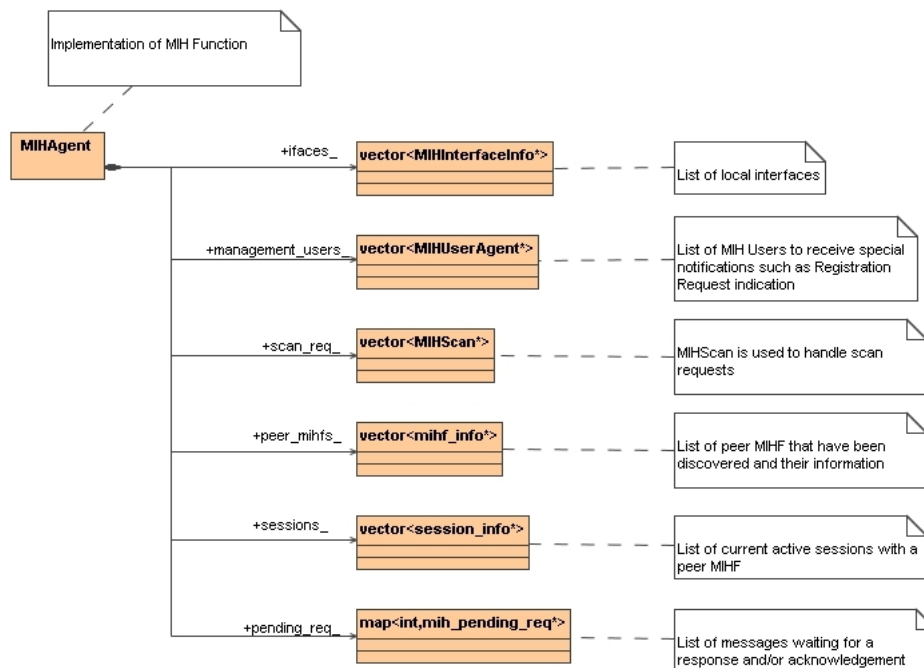 Implementation of MIH Function
MIHAgent
+ifaces_
vector<MIHInterfaceInfo*>
List of local interfaces
+management_users_
vector<MIHUserAgent*>
List of MIH Users to receive special
notifications such as Registration
Request indication
+scan_req_
vector<MIHScan*>
MIHScan is used to handle scan
requests
+peer_mihfs_
vector<mihf_info*>
List of peer MIHF that have been
discovered and their information
+sessions_
vector<session_info*>
List of current active sessions with a
peer MIHF
+pending_req_
map<int,mih_pending_req*>
List of messages waiting for a
response and/or acknowledgement